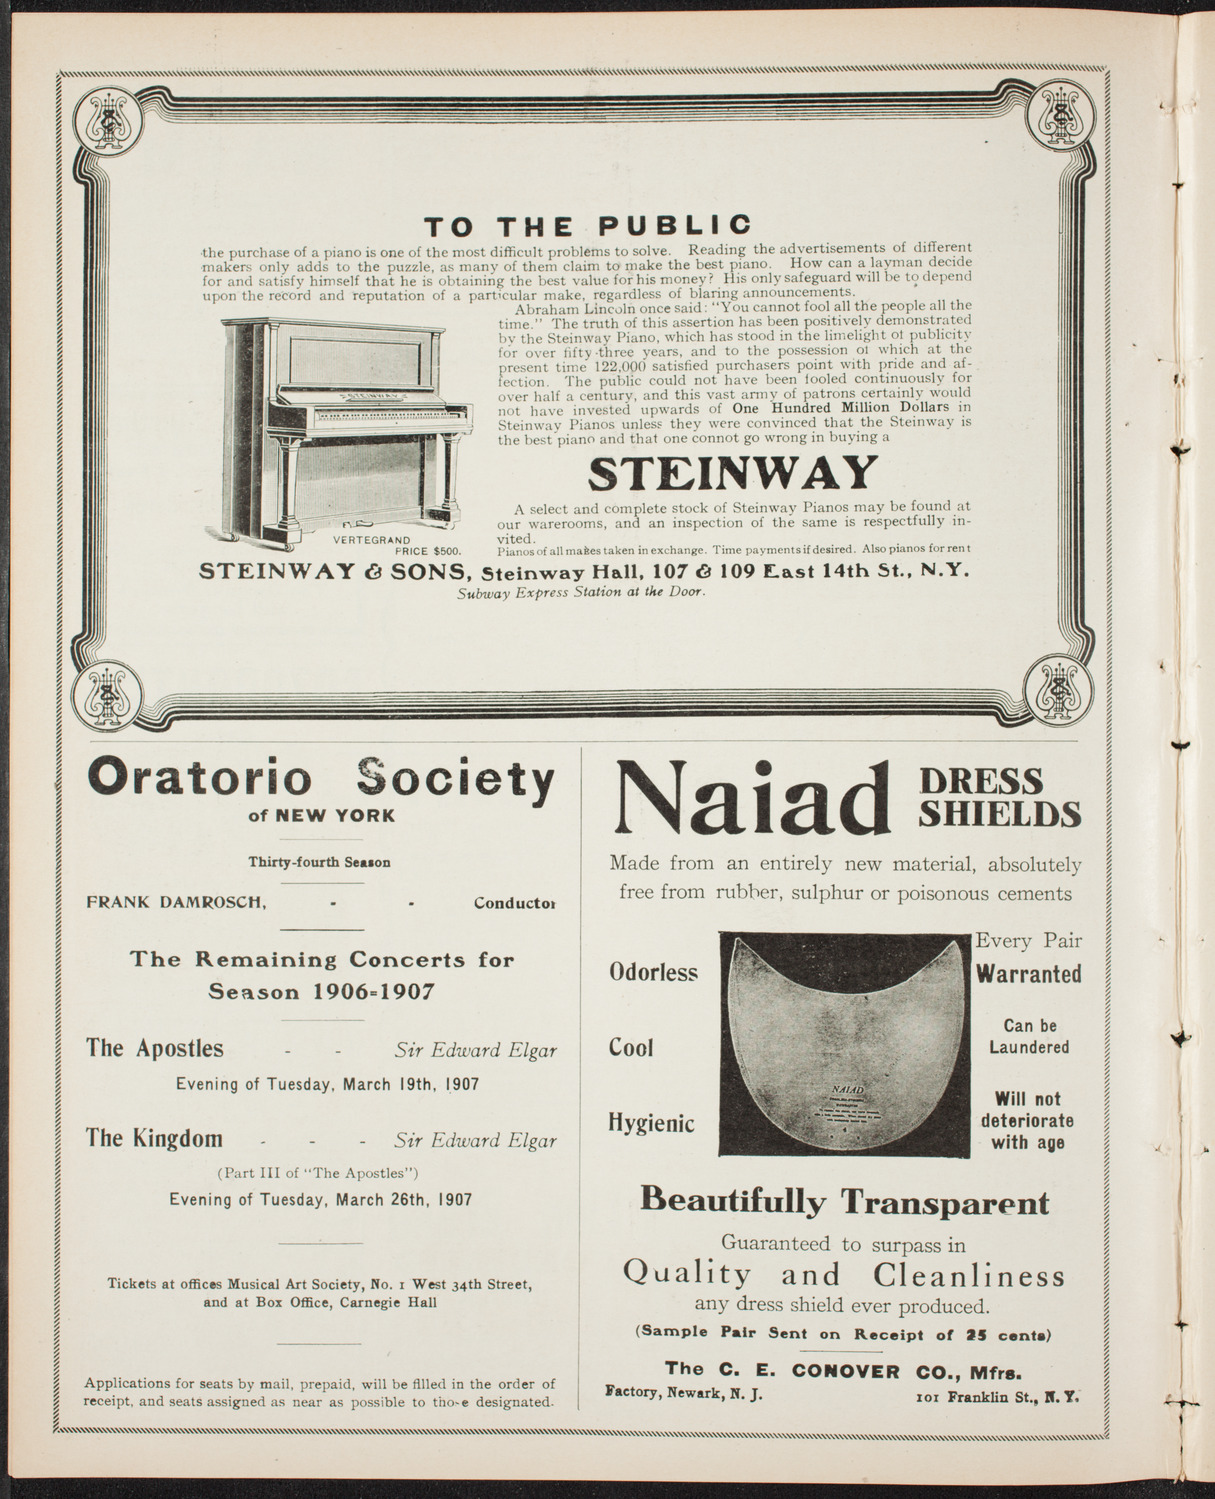 TO THE PUBLIC
the purchase of a piano is one of the most difficult problems to solve. Reading the advertisements of different
makers only adds to the puzzle, as many of them claim to make the best piano. How can a layman decide
for and satisfy himself that he is obtaining the best value for his money? His only safeguard will be to depend
upon the record and reputation of a particular make, regardless of blaring announcements.
Abraham Lincoln once said: "You cannot fool all the people all the
time." The truth of this assertion has been positively demonstrated
by the Steinway Piano, which has stood in the limelight of publicity
for over fifty-three years, and to the possession of which at the
present time 122,000 satisfied purchasers point with pride and af-
fection. The public could not have been fooled continuously for
over half a century, and this vast army of patrons certainly would
not have invested upwards of One Hundred Million Dollars in
Steinway Pianos unless they were convinced that the Steinway is
the best piano and that one connot go wrong in buying a
STEINWAY
STEINWAY
A select and complete stock of Steinway Pianos may be found at
our warerooms, and an inspection of the same is respectfully in-
vited.
Pianos of all makes taken in exchange. Time payments if desired. Also pianos for rent
VERTEGRAND
PRICE $500.
STEINWAY & SONS, Steinway Hall, 107 & 109 East 14th St., N.Y.
Subway Express Station at the Door.
Oratorio Society
of NEW YORK
Thirty-fourth Season
FRANK DAMROSCH, - - Conductor
The Remaining Concerts for
Season 1906=1907
The Apostles - - Sir Edward Elgar
Evening of Tuesday, March 19th, 1907
The Kingdom - - - Sir Edward Elgar
(Part III of "The Apostles")
Evening of Tuesday, March 26th, 1907
Tickets at offices Musical Art Society, No. 1 West 34th Street,
and at Box Office, Carnegie Hall
Applications for seats by mail, prepaid, will be filled in the order of
receipt, and seats assigned as near as possible to those designated.
Naiad DRESS
SHIELDS
Made from an entirely new material, absolutely
free from rubber, sulphur or poisonous cements
Odorless
Cool
Hygienic
NAIAD
4
Every Pair
Warranted
Can be
Laundered
Will not
deteriorate
with age
Beautifully Transparent
Guaranteed to surpass in
Quality and Cleanliness
any dress shield ever produced.
(Sample Pair Sent on Receipt of 25 cents)
The C. E. CONOVER CO., Mfrs.
Factory, Newark, N. J. 101 Franklin St., N. Y.